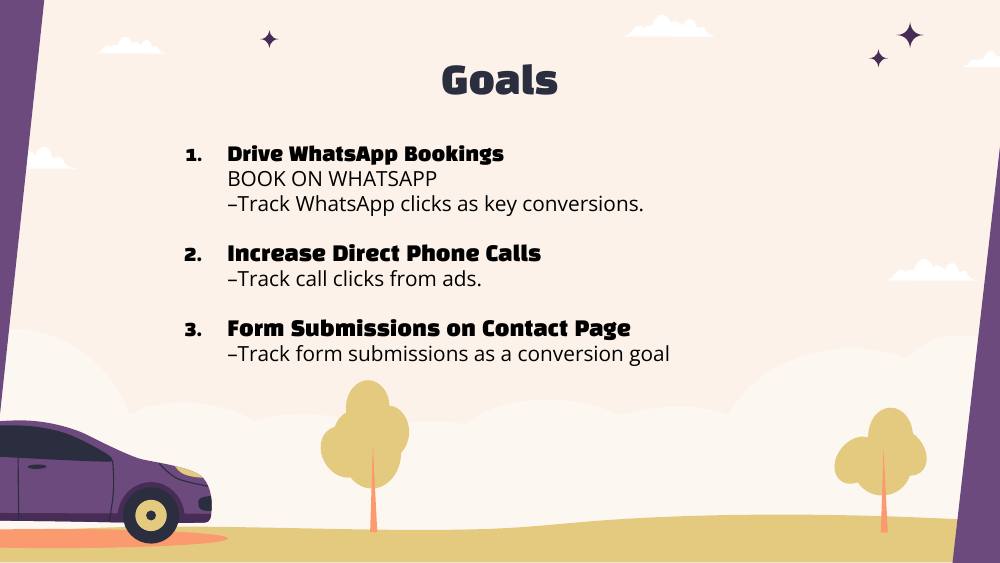 Goals
1. Drive WhatsApp Bookings
BOOK ON WHATSAPP
–Track WhatsApp clicks as key conversions.
2. Increase Direct Phone Calls
–Track call clicks from ads.
3. Form Submissions on Contact Page
–Track form submissions as a conversion goal